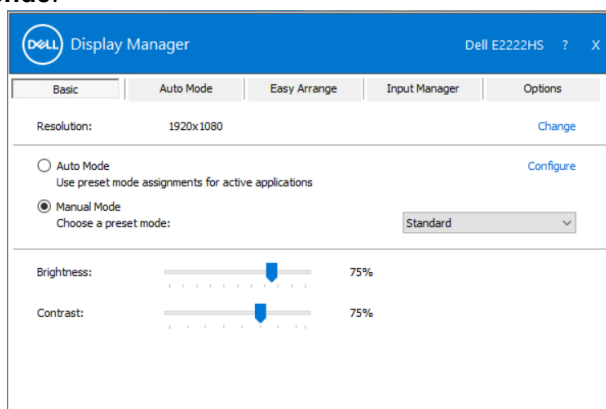 DELL Display Manager Dell E2222HS ? X
Basic Auto Mode Easy Arrange Input Manager Options
Resolution: 1920x1080 Change
Auto Mode Configure
Use preset mode assignments for active applications
Manual Mode
Choose a preset mode: Standard
Brightness: 75%
Contrast: 75%